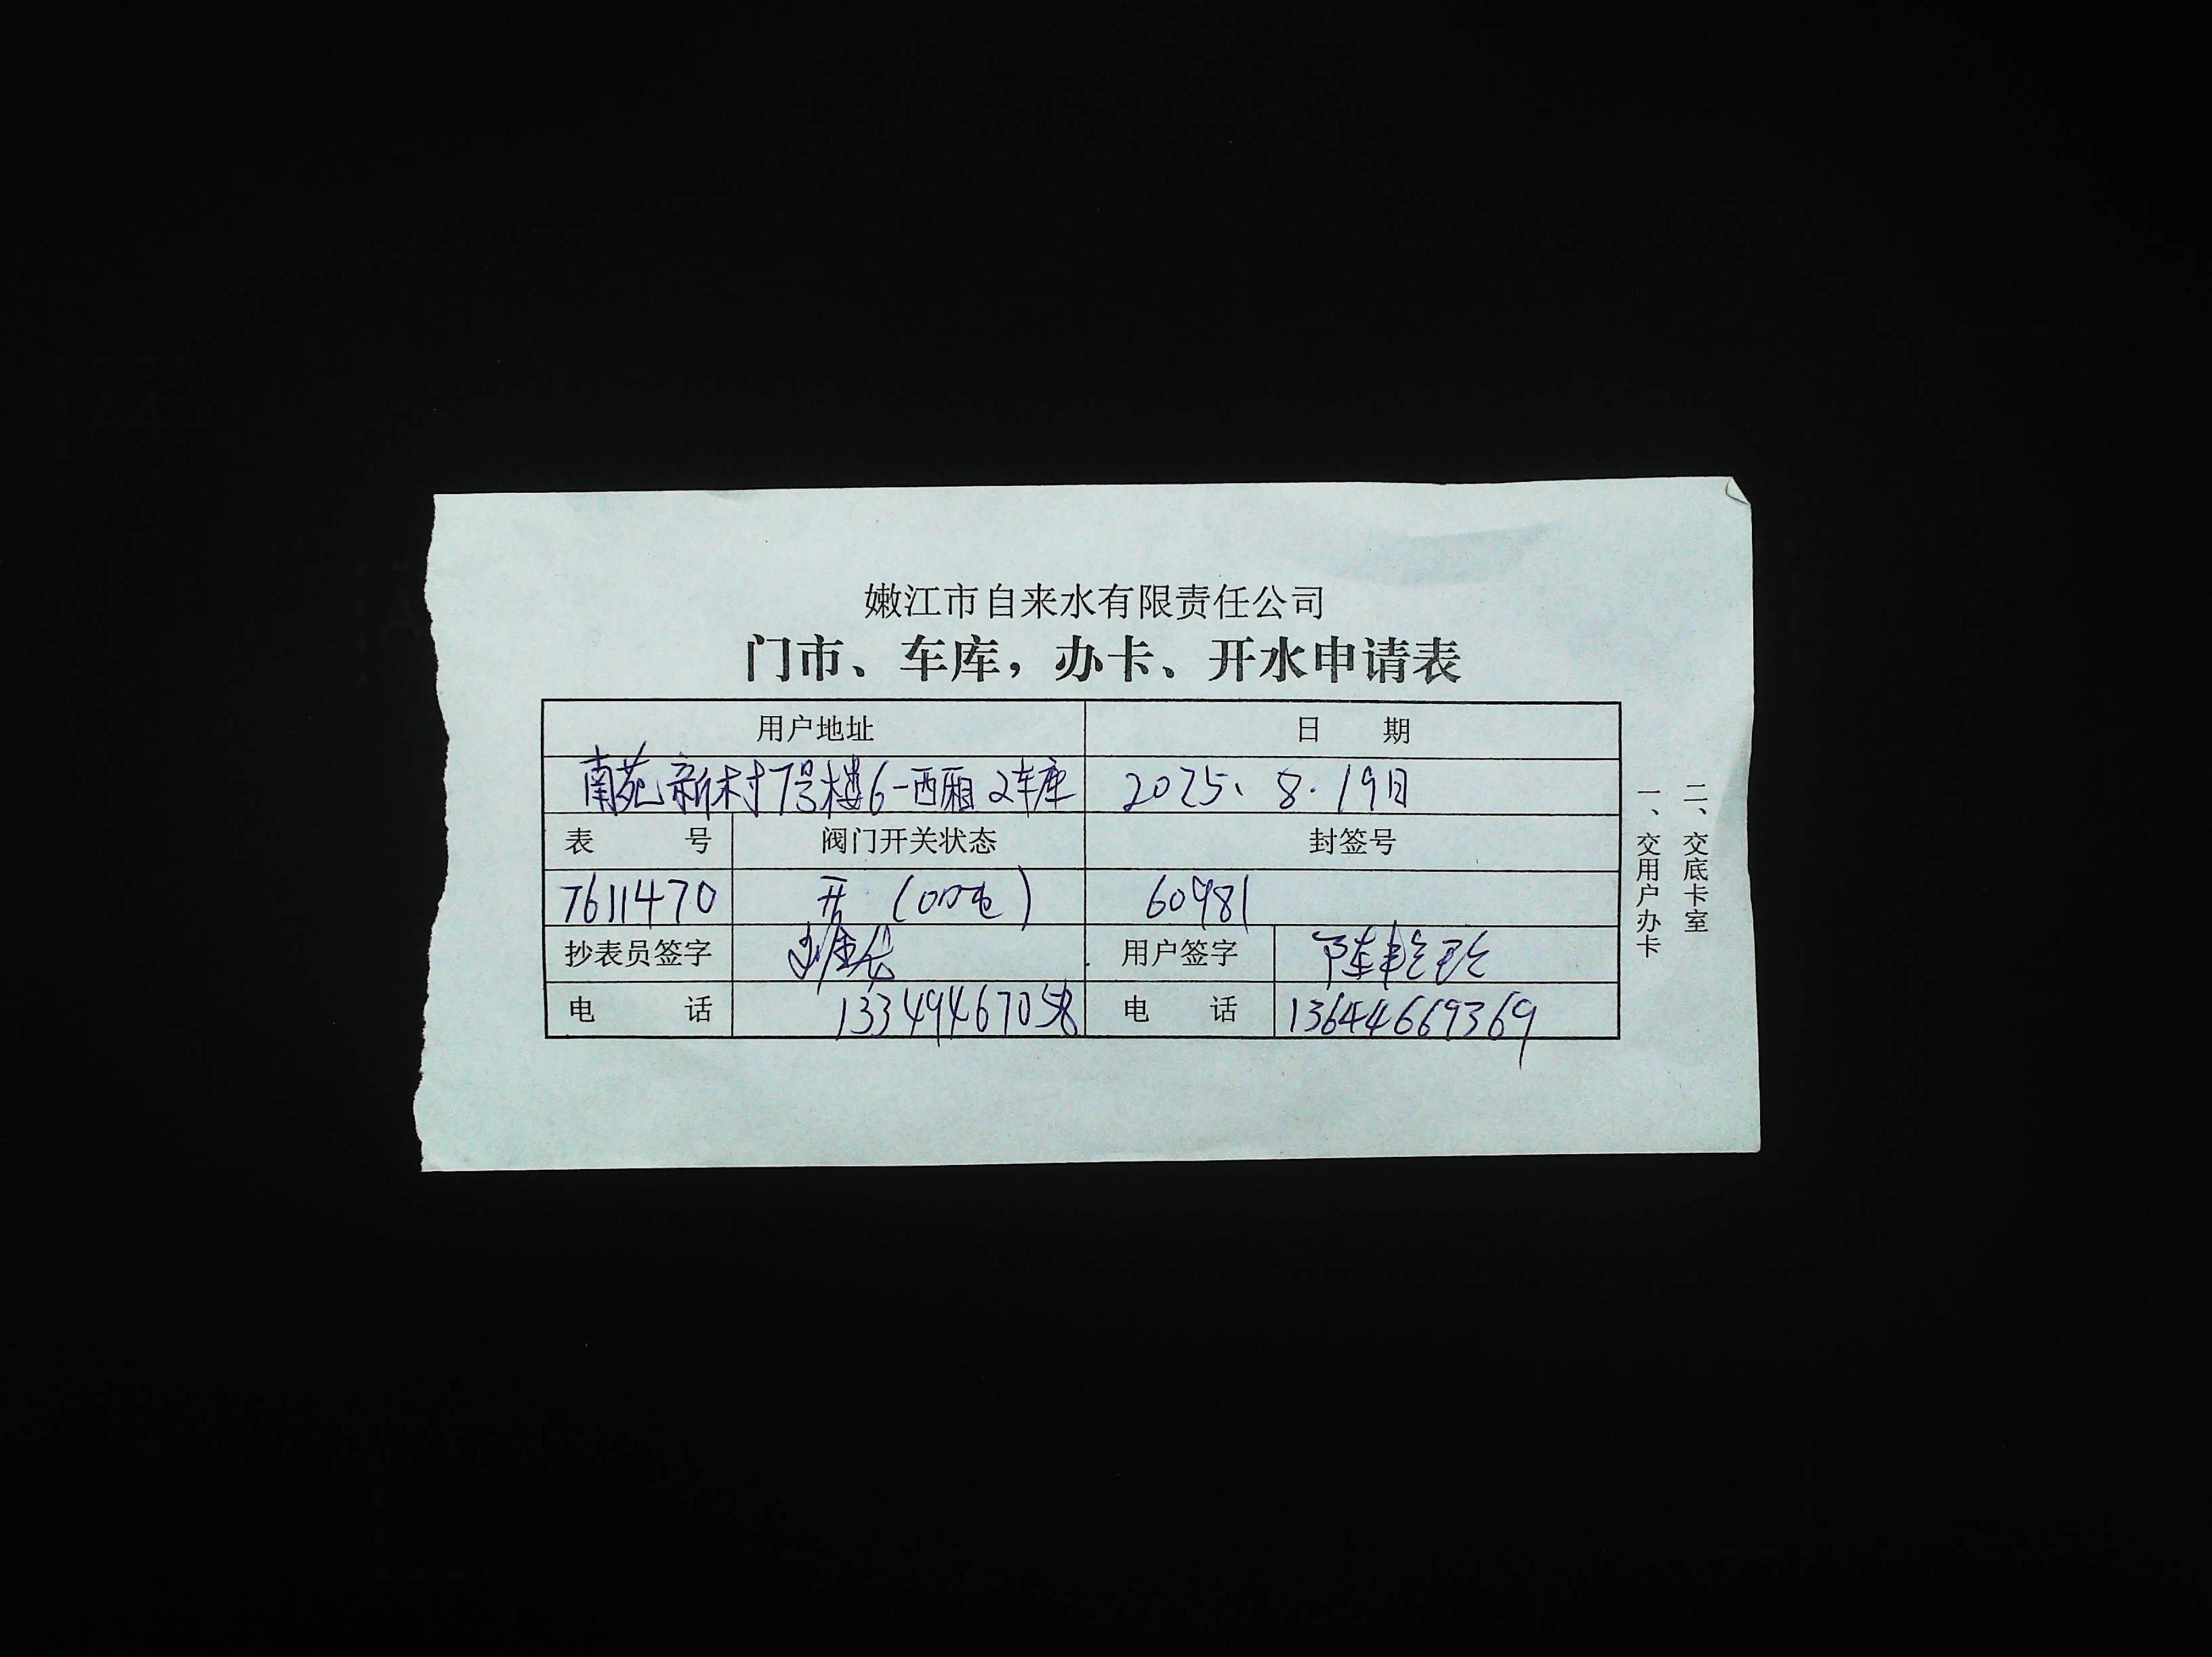 嫩江市自来水有限责任公司
门市、车库，办卡、开水申请表
用户地址 日 期
南苑新村7号楼6-西厢2车库 2025、8.19日
表 号 阀门开关状态 封签号
7611470 开 60981
抄表员签字 用户签字 陈艳玲
电 话 13349467058 电 话 13644669369
一、交用户办卡
二、交底卡室